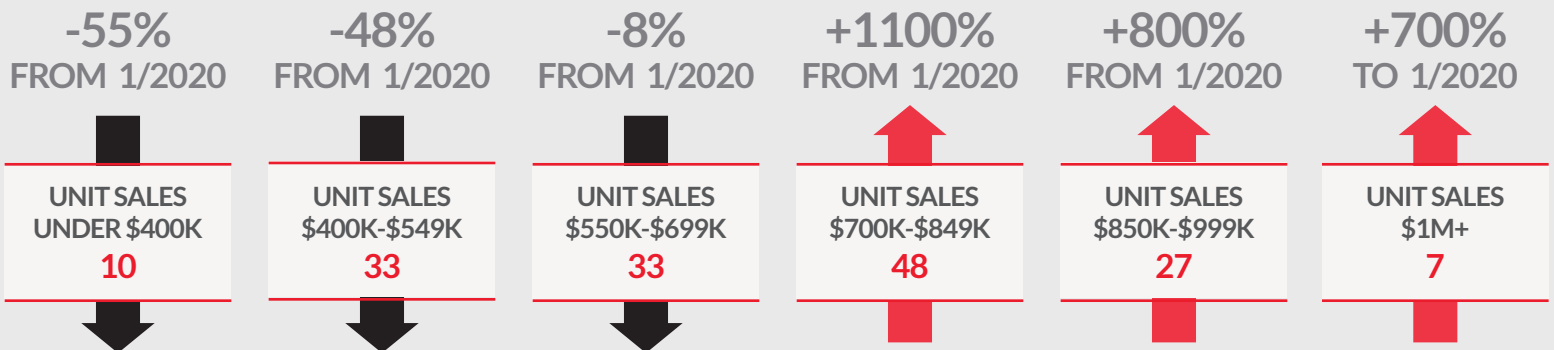 -55%
FROM 1/2020
UNIT SALES
UNDER $400K
10
-48%
FROM 1/2020
UNIT SALES
$400K-$549K
33
-8%
FROM 1/2020
UNIT SALES
$550K-$699K
33
+1100%
FROM 1/2020
UNIT SALES
$700K-$849K
48
+800%
FROM 1/2020
UNIT SALES
$850K-$999K
27
+700%
TO 1/2020
UNIT SALES
$1M+
7